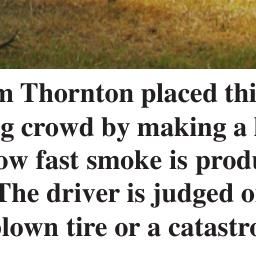 m Thornton placed thi
g crowd by making a
ow fast smoke is produ
The driver is judged o
lown tire or a catastro